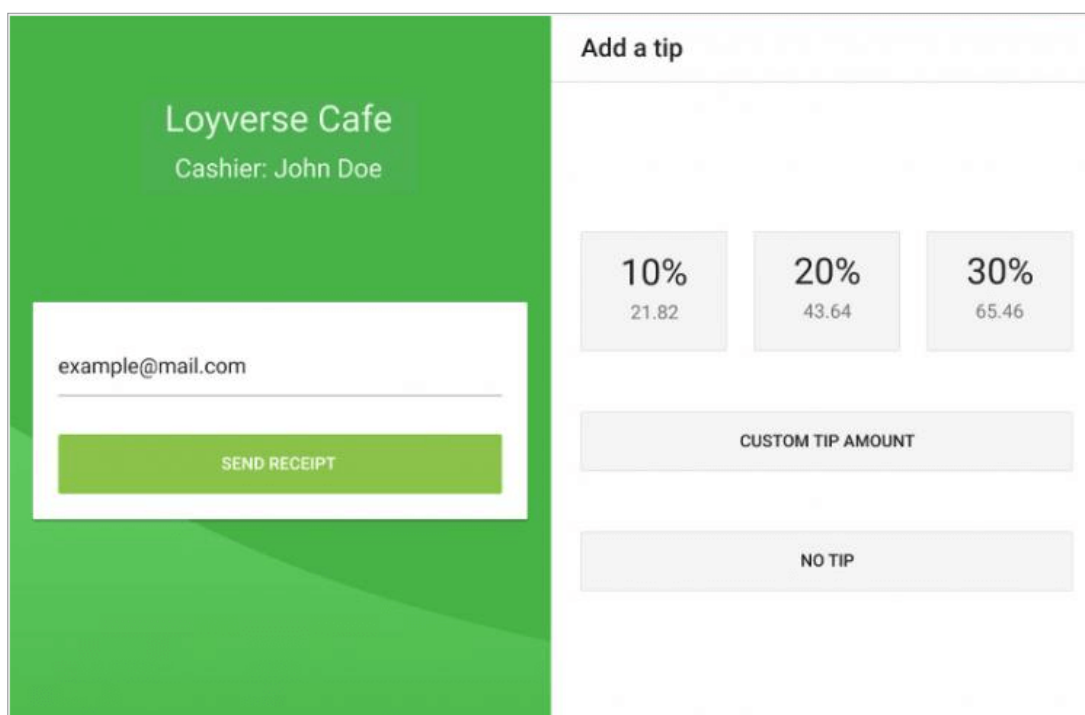 Loyverse Cafe
Cashier: John Doe
example@mail.com
SEND RECEIPT
Add a tip
10%
21.82
20%
43.64
30%
65.46
CUSTOM TIP AMOUNT
NO TIP